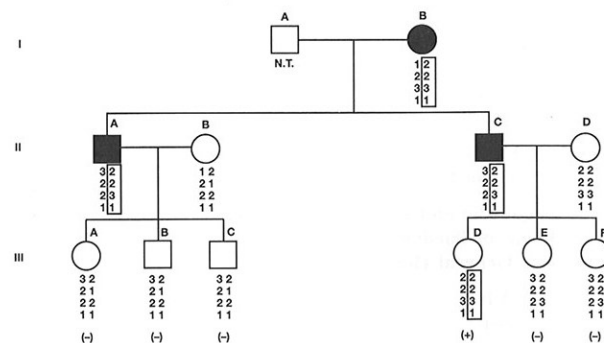 A B
I
N.T.
1 2
2 2
3 3
1 1
A B C D
II
3 2 1 2 3 2 2 2
2 2 2 1 2 2 2 2
2 3 2 2 2 3 3 3
1 1 1 1 1 1 1 1
A B C D E F
III
3 2 3 2 3 2 2 2 3 2 3 2
2 1 2 1 2 1 2 2 2 2 2 2
2 2 2 2 2 2 3 3 2 3 2 3
1 1 1 1 1 1 1 1 1 1 1 1
(–) (–) (–) (+) (–) (–)